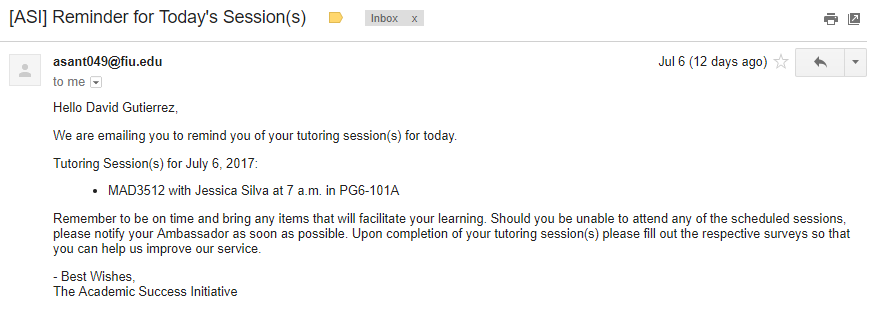 [ASI] Reminder for Today's Session(s) Inbox x
asant049@fiu.edu Jul 6 (12 days ago)
to me
Hello David Gutierrez,
We are emailing you to remind you of your tutoring session(s) for today.
Tutoring Session(s) for July 6, 2017:
• MAD3512 with Jessica Silva at 7 a.m. in PG6-101A
Remember to be on time and bring any items that will facilitate your learning. Should you be unable to attend any of the scheduled sessions,
please notify your Ambassador as soon as possible. Upon completion of your tutoring session(s) please fill out the respective surveys so that
you can help us improve our service.
- Best Wishes,
The Academic Success Initiative